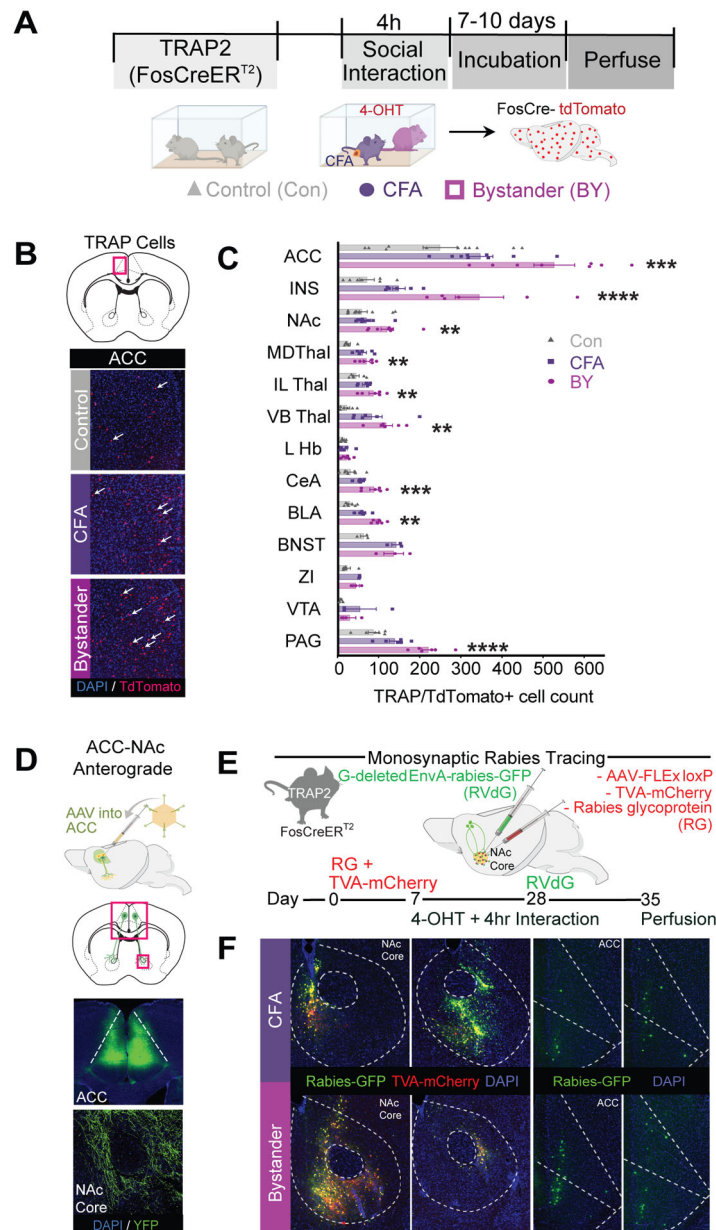 A
4h
7-10 days
TRAP2
(FosCreER^T2)
Social
Interaction
Incubation
Perfuse
4-OHT
CFA
FosCre- tdTomato
Control (Con)
CFA
Bystander (BY)
B
TRAP Cells
ACC
Control
CFA
Bystander
DAPI / TdTomato
C
ACC
***
INS
****
NAc
**
Con
CFA
BY
MDThal
**
IL Thal
**
VB Thal
**
L Hb
CeA
***
BLA
**
BNST
ZI
VTA
PAG
****
0 100 200 300 400 500 600
TRAP/TdTomato+ cell count
D
ACC-NAc
Anterograde
AAV into
ACC
ACC
NAc
Core
DAPI / YFP
E
Monosynaptic Rabies Tracing
TRAP2
FosCreER^T2
G-deleted EnvA-rabies-GFP
(RVdG)
- AAV-FLEx loxP
- TVA-mCherry
- Rabies glycoprotein
(RG)
NAc
Core
RG +
TVA-mCherry
RVdG
Day 0 7 28 35
4-OHT + 4hr Interaction
Perfusion
F
CFA
NAc
Core
ACC
Rabies-GFP TVA-mCherry DAPI
Rabies-GFP DAPI
Bystander
NAc
Core
ACC